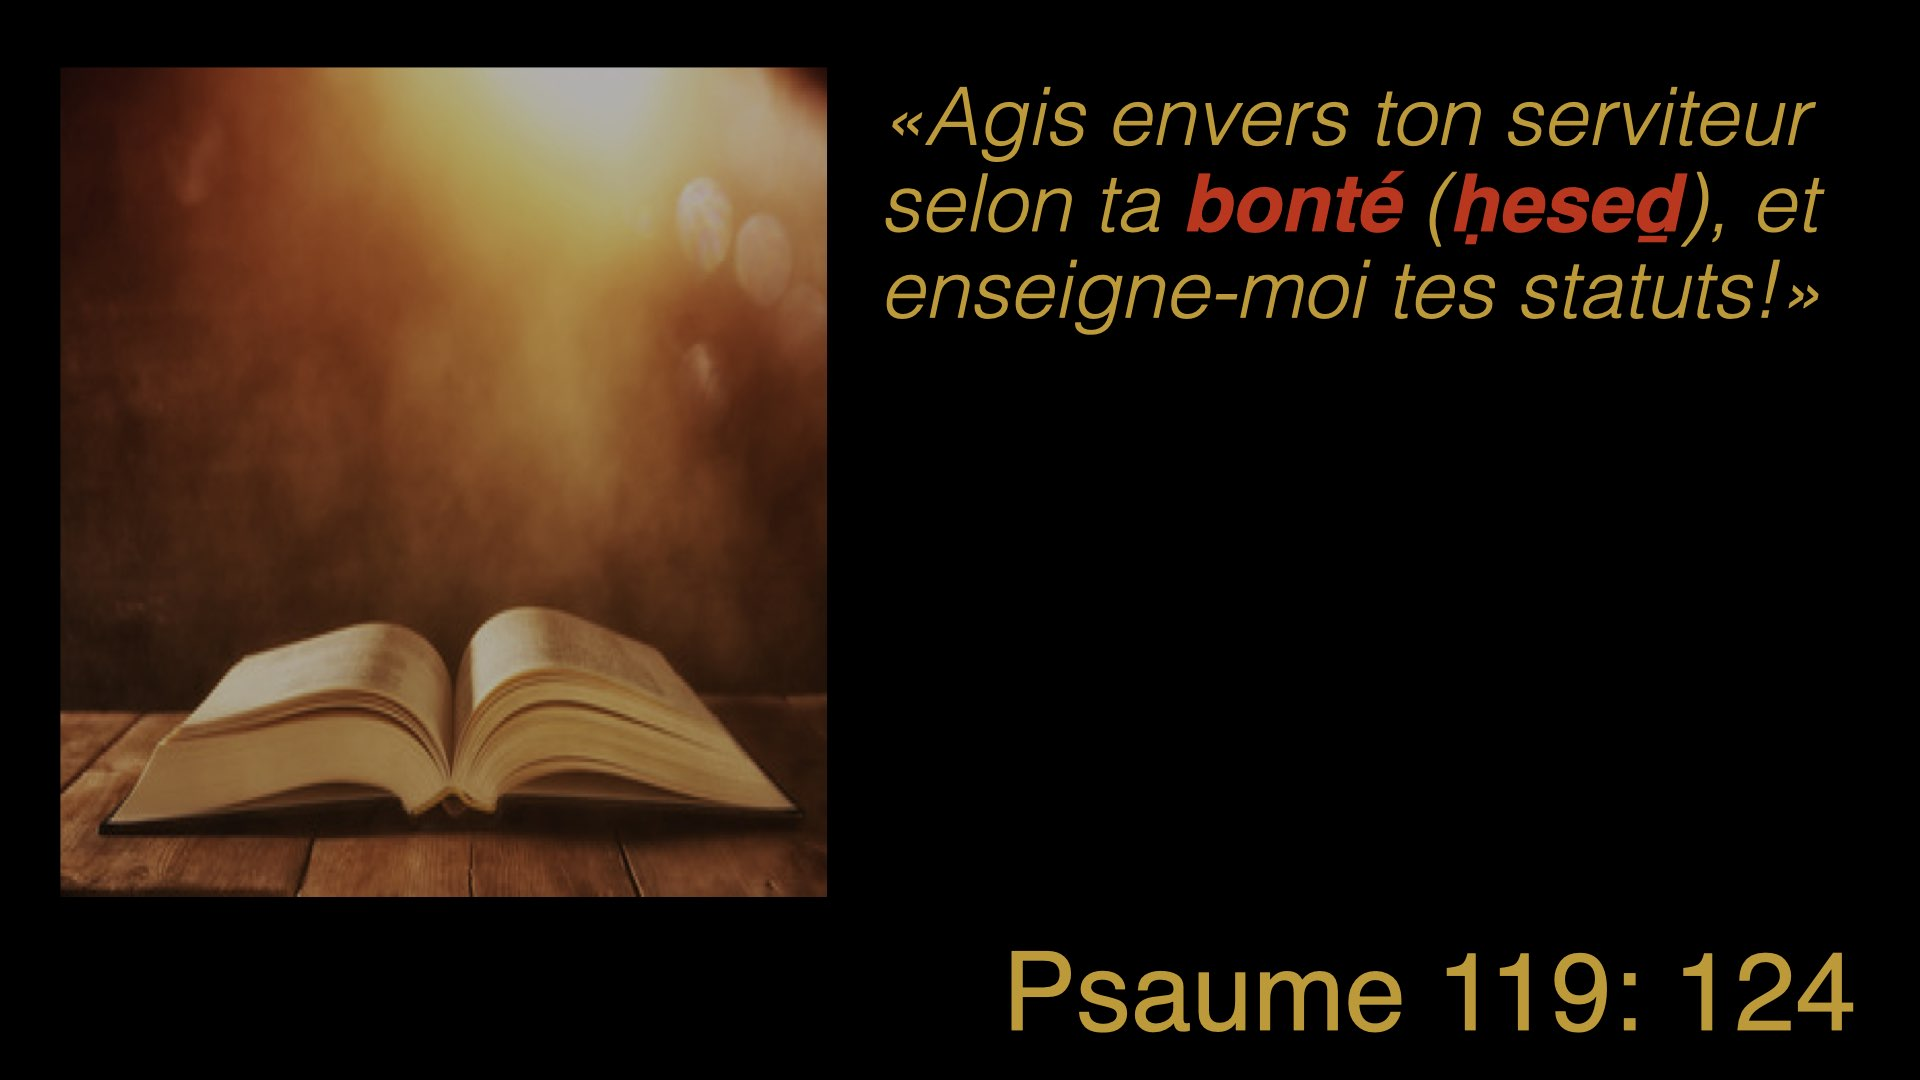 «Agis envers ton serviteur
selon ta bonté (ḥeseḏ), et
enseigne-moi tes statuts!»
Psaume 119: 124